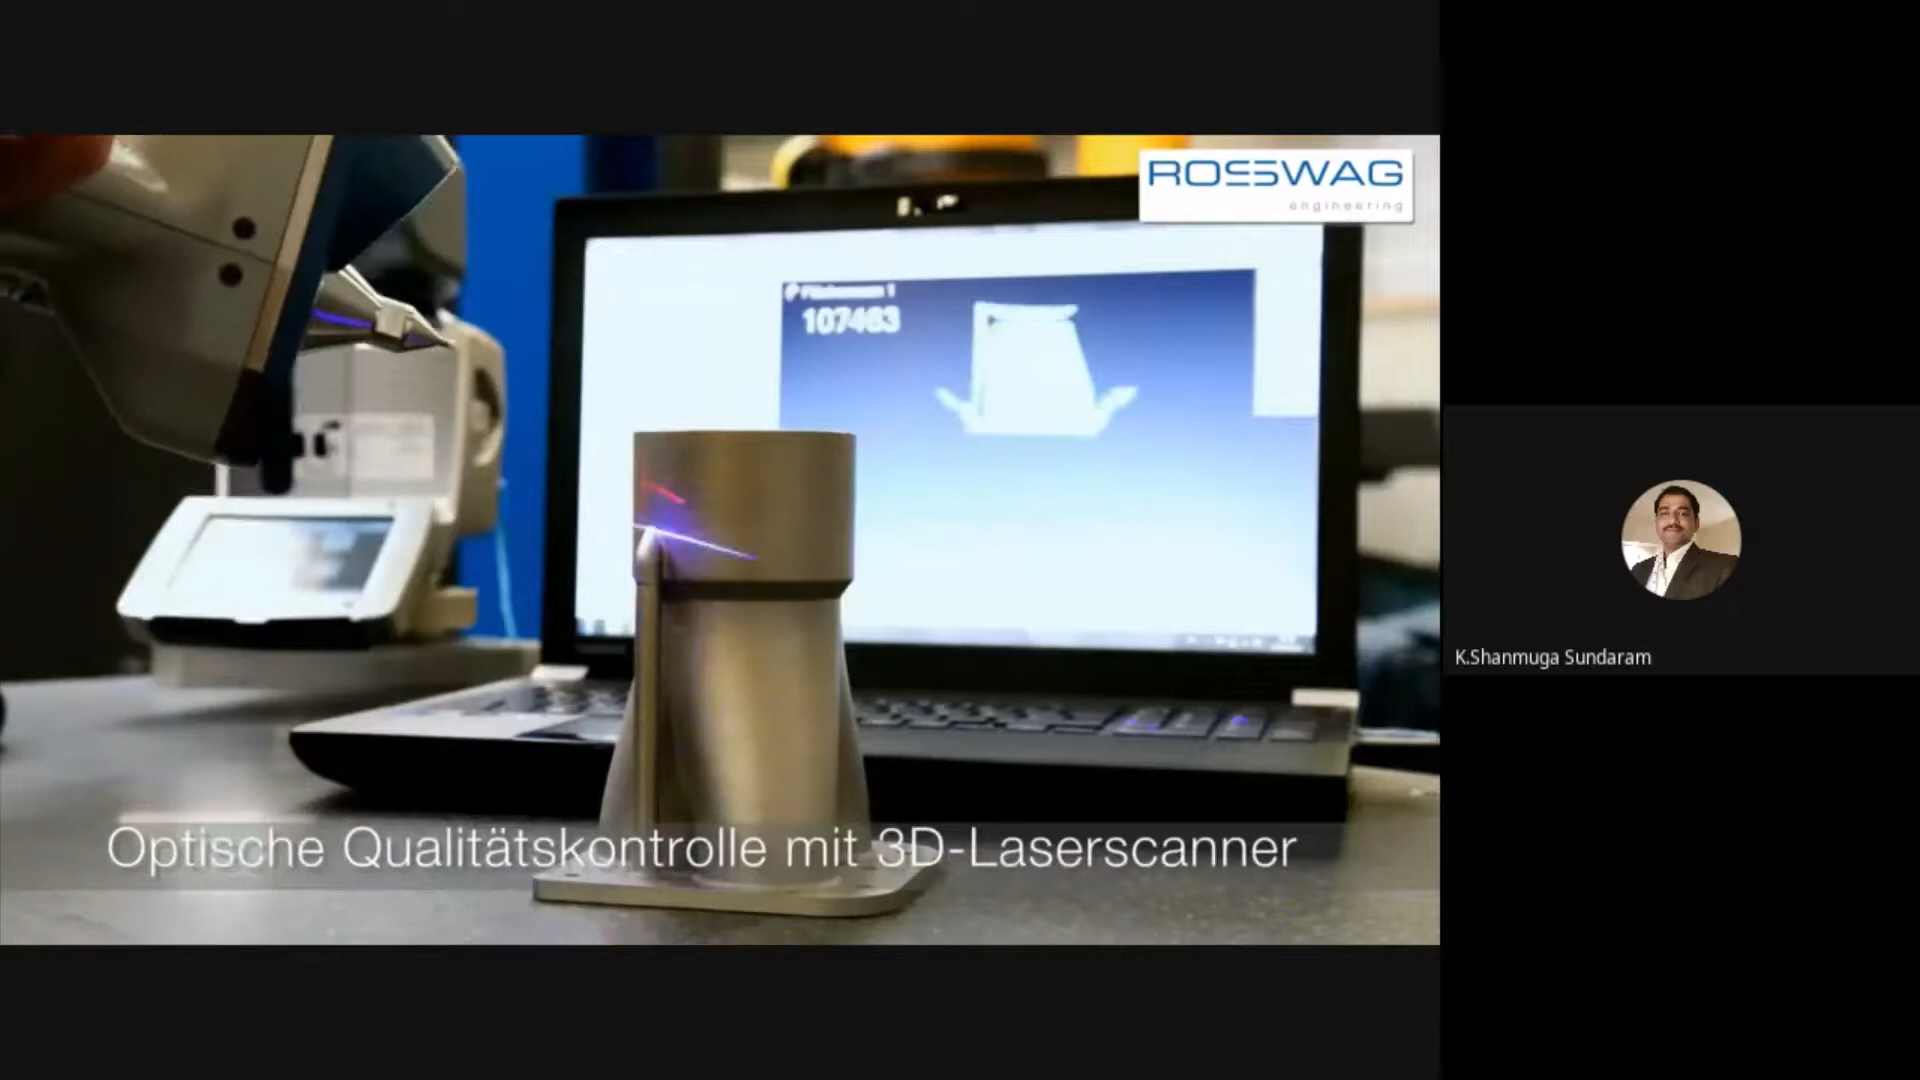 ROSSWAG
engineering
107463
Optische Qualitätskontrolle mit 3D-Laserscanner
K.Shanmuga Sundaram